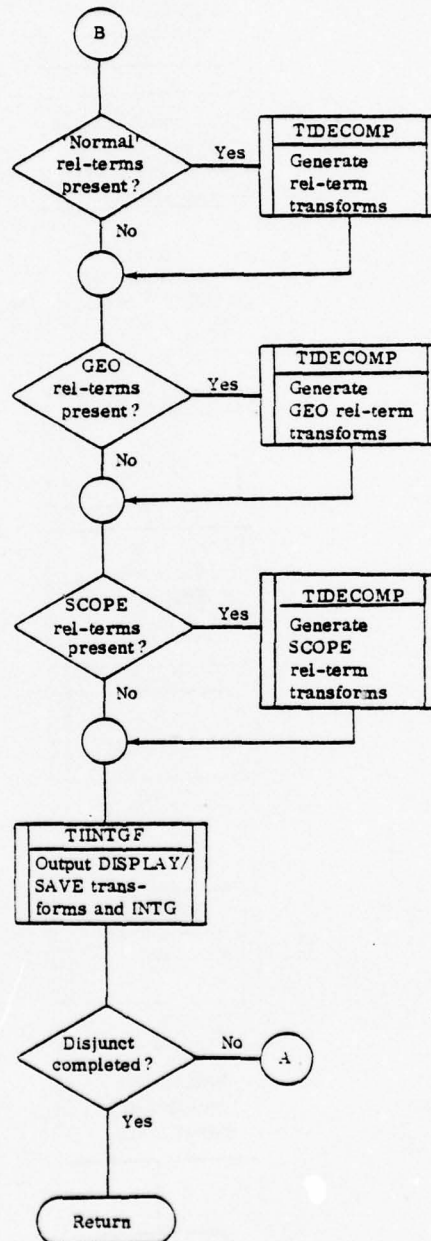 B
'Normal'
rel-terms
present?
Yes
TIDECOMP
Generate
rel-term
transforms
No
GEO
rel-terms
present?
Yes
TIDECOMP
Generate
GEO rel-term
transforms
No
SCOPE
rel-terms
present?
Yes
TIDECOMP
Generate
SCOPE
rel-term
transforms
No
TIINTGF
Output DISPLAY/
SAVE trans-
forms and INTG
Disjunct
completed?
No
A
Yes
Return